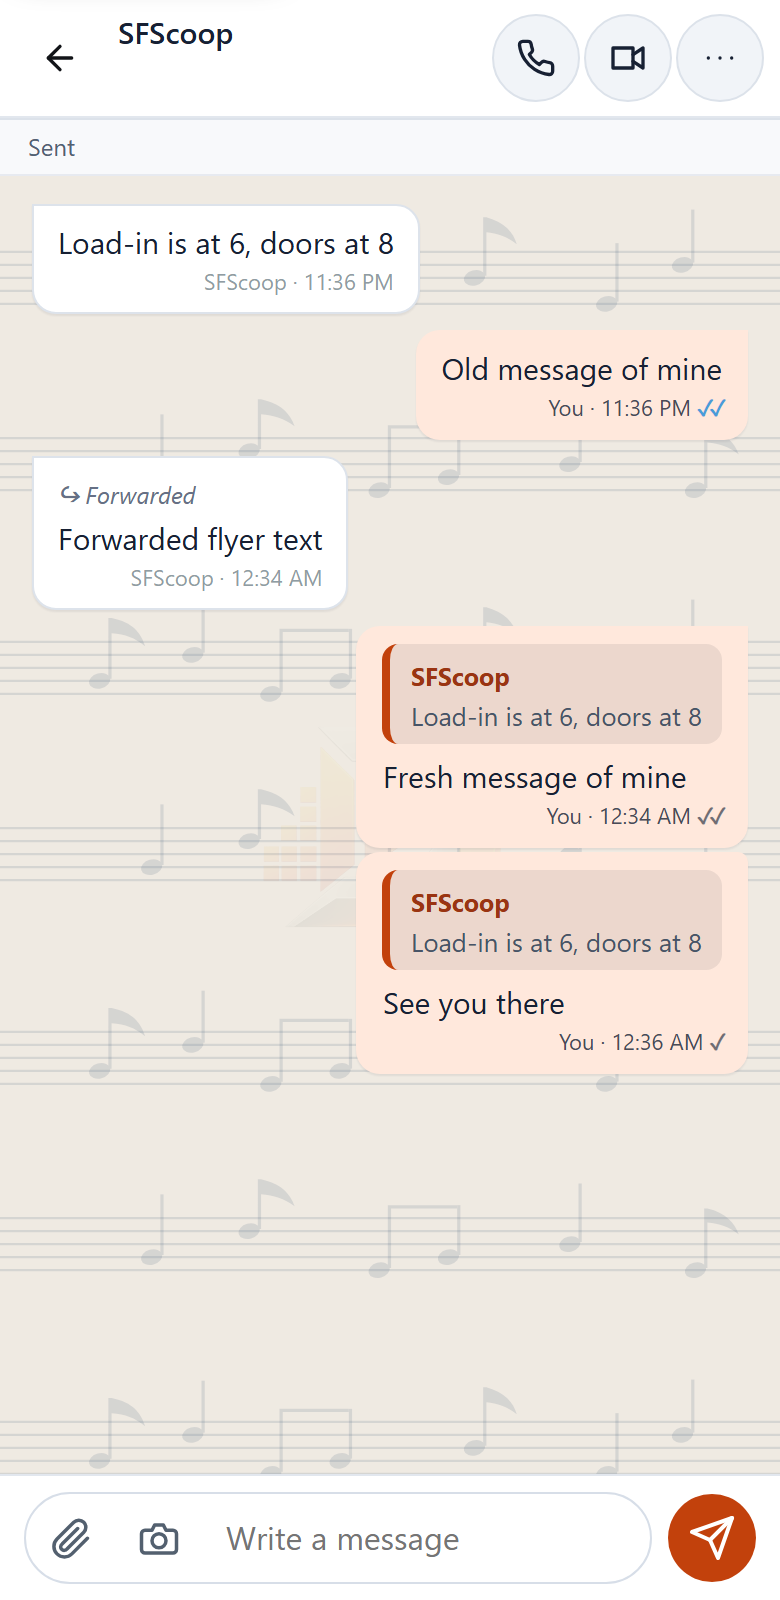 SFScoop
Sent
Load-in is at 6, doors at 8
SFScoop · 11:36 PM
Old message of mine
You · 11:36 PM
Forwarded
Forwarded flyer text
SFScoop · 12:34 AM
SFScoop
Load-in is at 6, doors at 8
Fresh message of mine
You · 12:34 AM
SFScoop
Load-in is at 6, doors at 8
See you there
You · 12:36 AM
Write a message